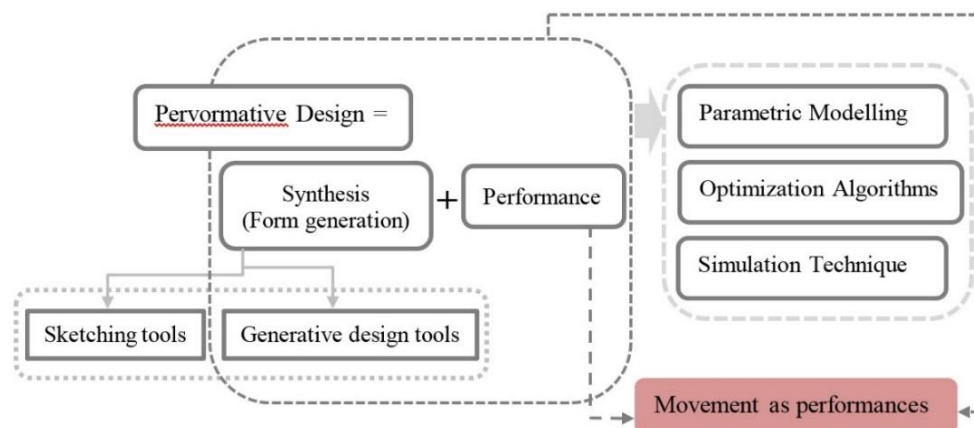 Pervormative Design =
Synthesis
(Form generation)
+
Performance
Sketching tools
Generative design tools
Parametric Modelling
Optimization Algorithms
Simulation Technique
Movement as performances